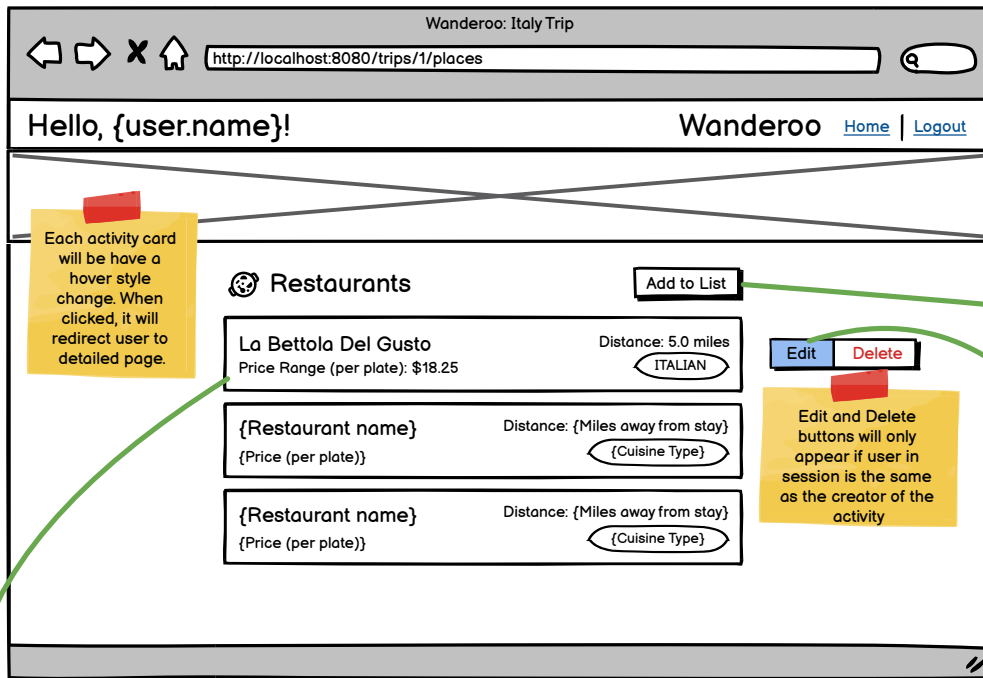 Wanderoo: Italy Trip
http://localhost:8080/trips/1/places
Hello, {user.name}!
Wanderoo
Home | Logout
Each activity card
will be have a
hover style
change. When
clicked, it will
redirect user to
detailed page.
Restaurants
Add to List
La Bettola Del Gusto
Distance: 5.0 miles
Price Range (per plate): $18.25
ITALIAN
Edit
Delete
{Restaurant name}
Distance: {Miles away from stay}
{Price (per plate)}
{Cuisine Type}
Edit and Delete
buttons will only
appear if user in
session is the same
as the creator of the
activity
{Restaurant name}
Distance: {Miles away from stay}
{Price (per plate)}
{Cuisine Type}